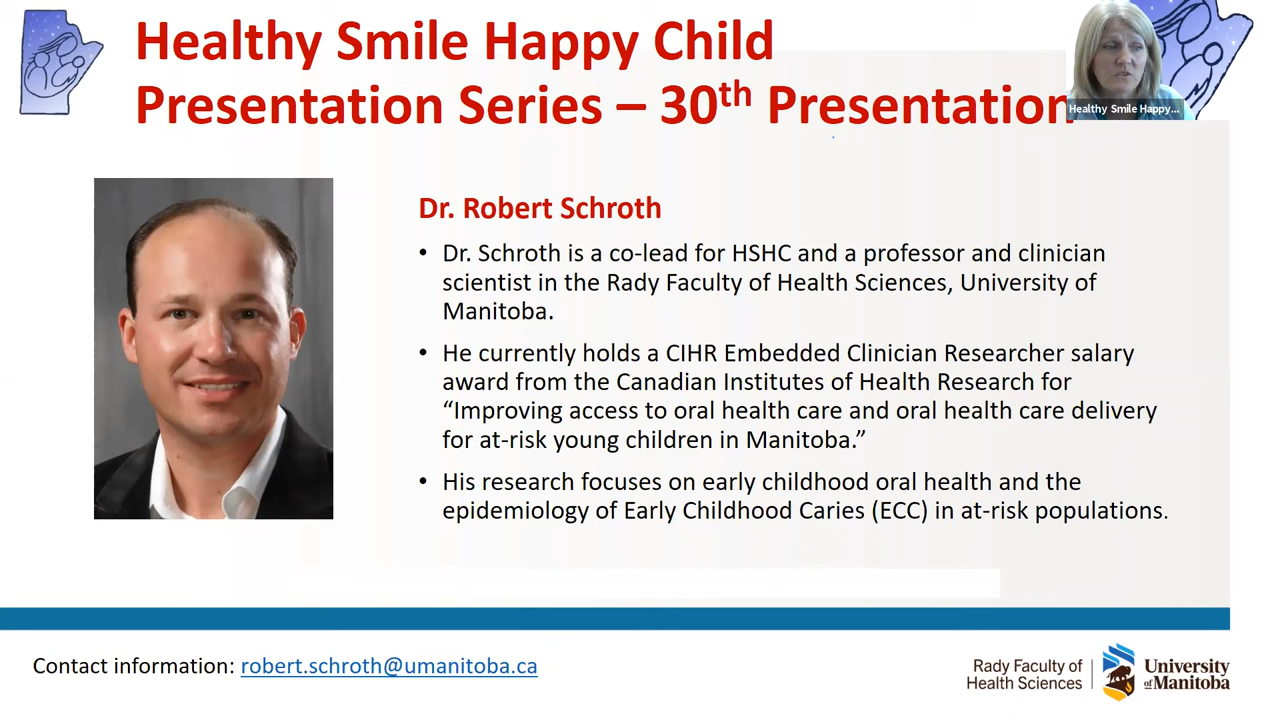 Healthy Smile Happy Child
Presentation Series – 30th Presentation
Healthy Smile Happy...
Dr. Robert Schroth
• Dr. Schroth is a co-lead for HSHC and a professor and clinician
scientist in the Rady Faculty of Health Sciences, University of
Manitoba.
• He currently holds a CIHR Embedded Clinician Researcher salary
award from the Canadian Institutes of Health Research for
“Improving access to oral health care and oral health care delivery
for at-risk young children in Manitoba.”
• His research focuses on early childhood oral health and the
epidemiology of Early Childhood Caries (ECC) in at-risk populations.
Contact information: robert.schroth@umanitoba.ca
Rady Faculty of
Health Sciences
University
of Manitoba